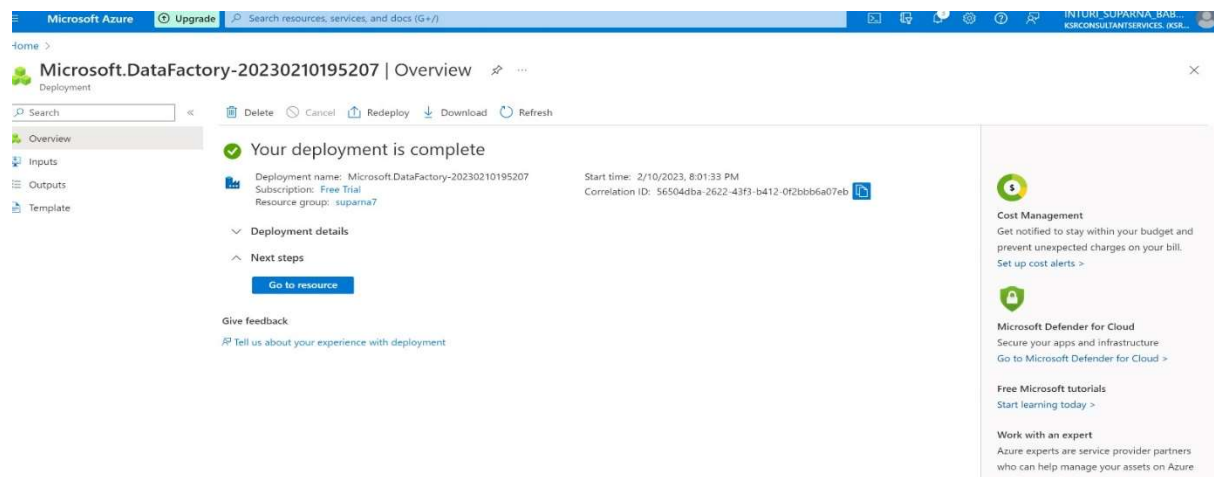 Microsoft Azure
Upgrade
Search resources, services, and docs (G+/)
INTURI_SUPARNA_BAB...
KSRCONSULTANTSERVICES. (KSR...
Home >
Microsoft.DataFactory-20230210195207 | Overview
Deployment
Search
Delete Cancel Redeploy Download Refresh
Overview
Inputs
Outputs
Template
Your deployment is complete
Deployment name: Microsoft.DataFactory-20230210195207
Subscription: Free Trial
Resource group: suparna7
Start time: 2/10/2023, 8:01:33 PM
Correlation ID: 56504dba-2622-43f3-b412-0f2bbb6a07eb
Deployment details
Next steps
Go to resource
Give feedback
Tell us about your experience with deployment
Cost Management
Get notified to stay within your budget and
prevent unexpected charges on your bill.
Set up cost alerts >
Microsoft Defender for Cloud
Secure your apps and infrastructure
Go to Microsoft Defender for Cloud >
Free Microsoft tutorials
Start learning today >
Work with an expert
Azure experts are service provider partners
who can help manage your assets on Azure